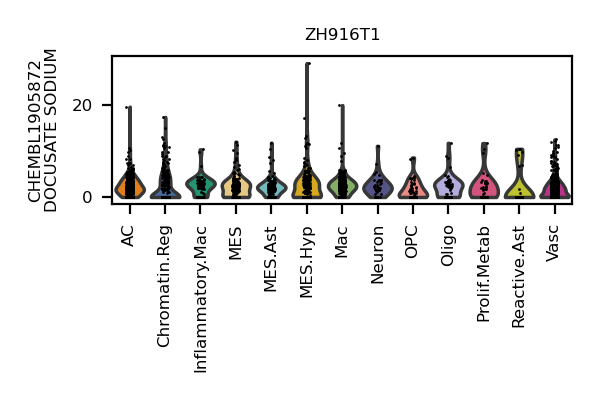 ZH916T1
CHEMBL1905872
DOCUSATE SODIUM
20
0
AC
Chromatin.Reg
Inflammatory.Mac
MES
MES.Ast
MES.Hyp
Mac
Neuron
OPC
Oligo
Prolif.Metab
Reactive.Ast
Vasc